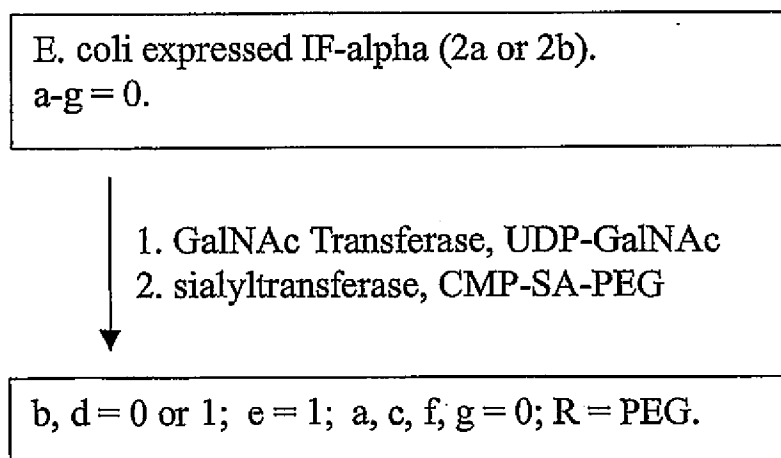 E. coli expressed IF-alpha (2a or 2b).
a-g = 0.
1. GalNAc Transferase, UDP-GalNAc
2. sialyltransferase, CMP-SA-PEG
b, d = 0 or 1; e = 1; a, c, f, g = 0; R = PEG.